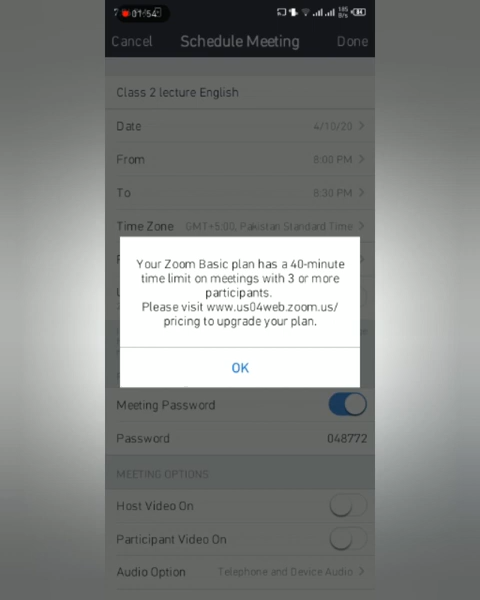 01:54
185
B/s
Cancel Schedule Meeting Done
Class 2 lecture English
Date 4/10/20
From 8:00 PM
To 8:30 PM
Time Zone GMT+5:00, Pakistan Standard Time
Your Zoom Basic plan has a 40-minute
time limit on meetings with 3 or more
participants.
Please visit www.us04web.zoom.us/
pricing to upgrade your plan.
OK
Meeting Password
Password 048772
MEETING OPTIONS
Host Video On
Participant Video On
Audio Option Telephone and Device Audio